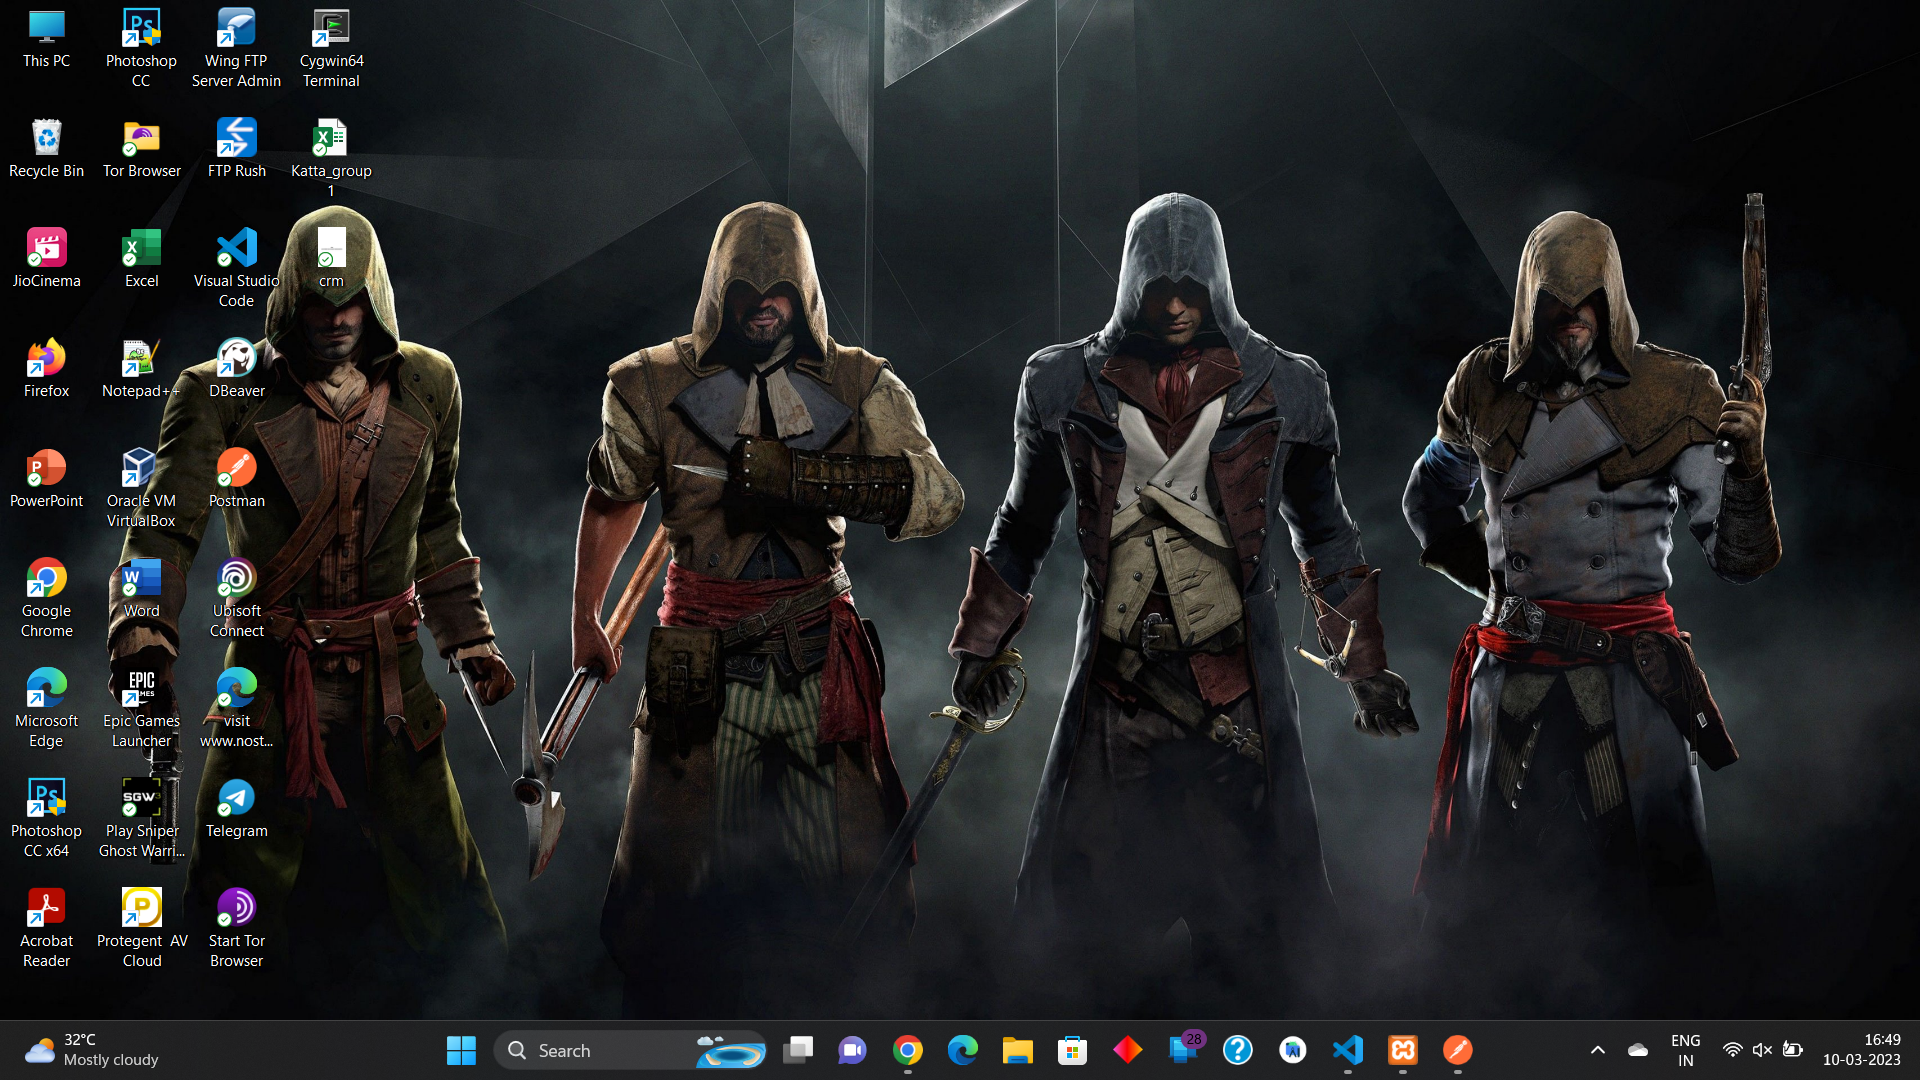 This PC
Photoshop
CC
Wing FTP
Server Admin
Cygwin64
Terminal
Recycle Bin
Tor Browser
FTP Rush
Katta_group
1
JioCinema
Excel
Visual Studio
Code
crm
Firefox
Notepad++
DBeaver
PowerPoint
Oracle VM
VirtualBox
Postman
Google
Chrome
Word
Ubisoft
Connect
Microsoft
Edge
EPIC
GAMES
Epic Games
Launcher
visit
www.nost...
Photoshop
CC x64
SGW3
Play Sniper
Ghost Warri...
Telegram
Acrobat
Reader
Protegent AV
Cloud
Start Tor
Browser
32°C
Mostly cloudy
Search
28
ENG
IN
16:49
10-03-2023